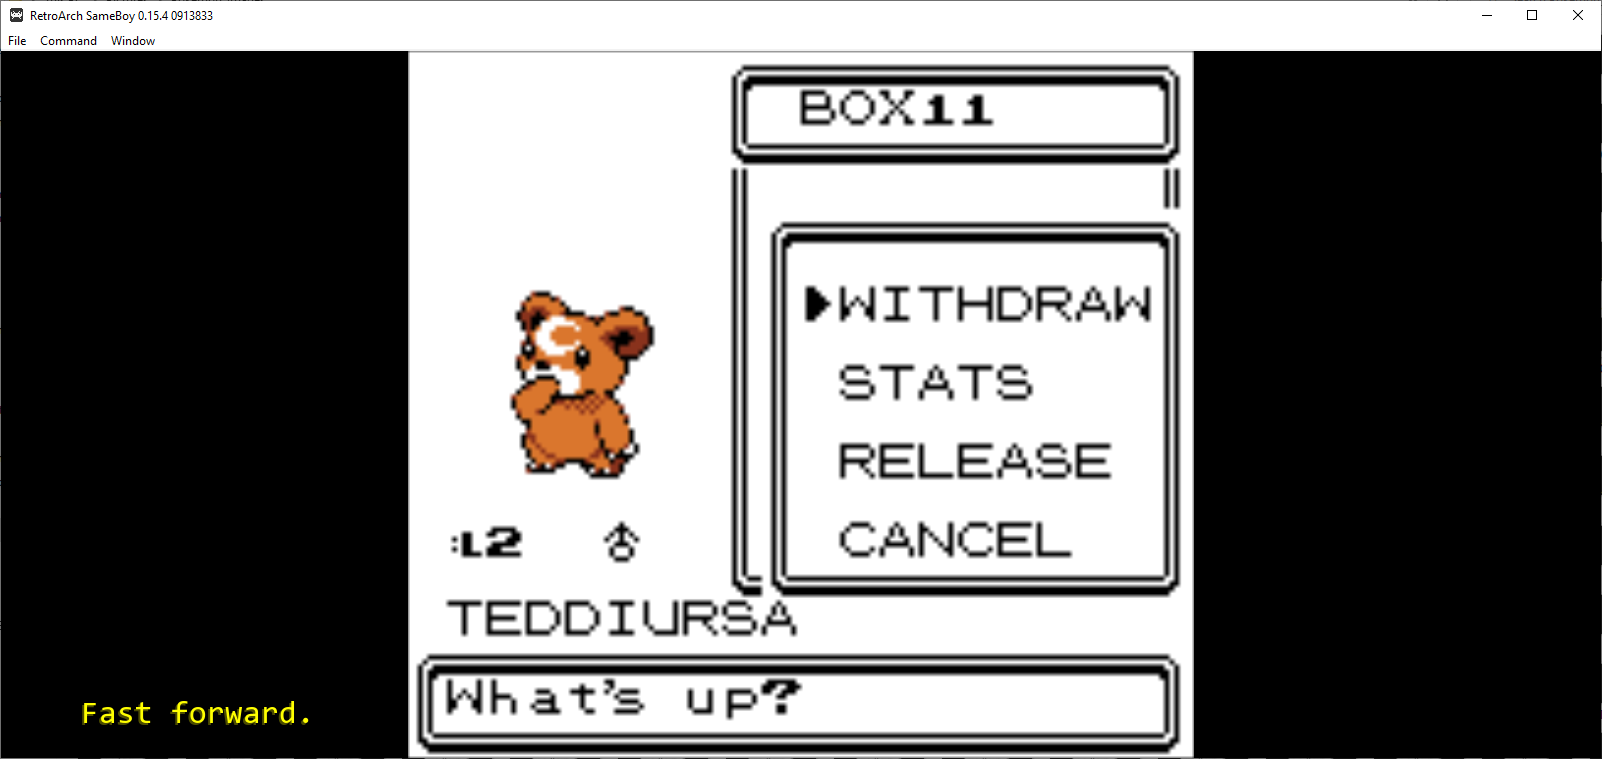 RetroArch SameBoy 0.15.4 0913833
File Command Window
BOX11
WITHDRAW
STATS
RELEASE
CANCEL
:L2 ♂
TEDDIURSA
What's up?
Fast forward.